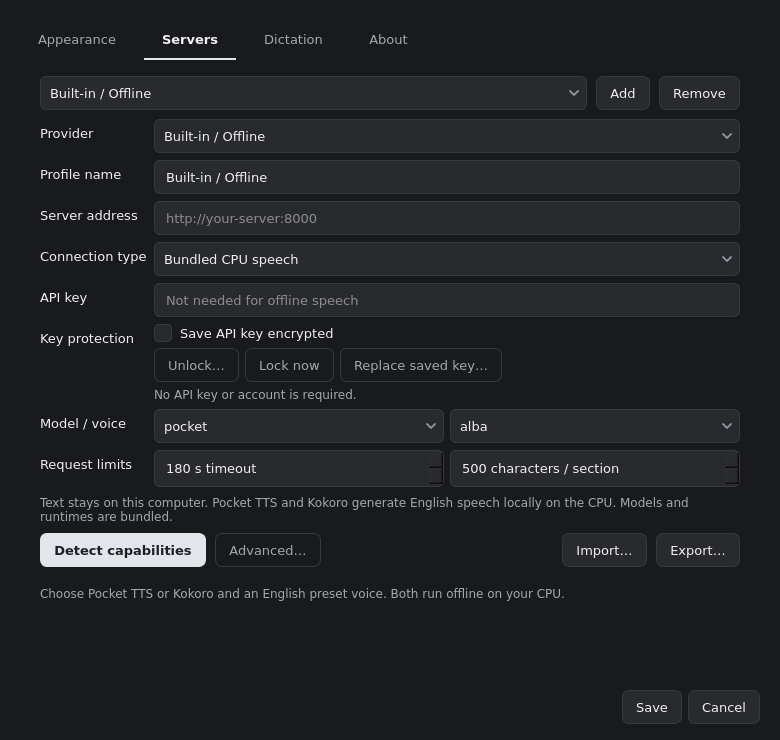 Appearance Servers Dictation About
Built-in / Offline Add Remove
Provider Built-in / Offline
Profile name Built-in / Offline
Server address http://your-server:8000
Connection type Bundled CPU speech
API key Not needed for offline speech
Key protection Save API key encrypted
Unlock... Lock now Replace saved key...
No API key or account is required.
Model / voice pocket alba
Request limits 180 s timeout 500 characters / section
Text stays on this computer. Pocket TTS and Kokoro generate English speech locally on the CPU. Models and
runtimes are bundled.
Detect capabilities Advanced... Import... Export...
Choose Pocket TTS or Kokoro and an English preset voice. Both run offline on your CPU.
Save Cancel